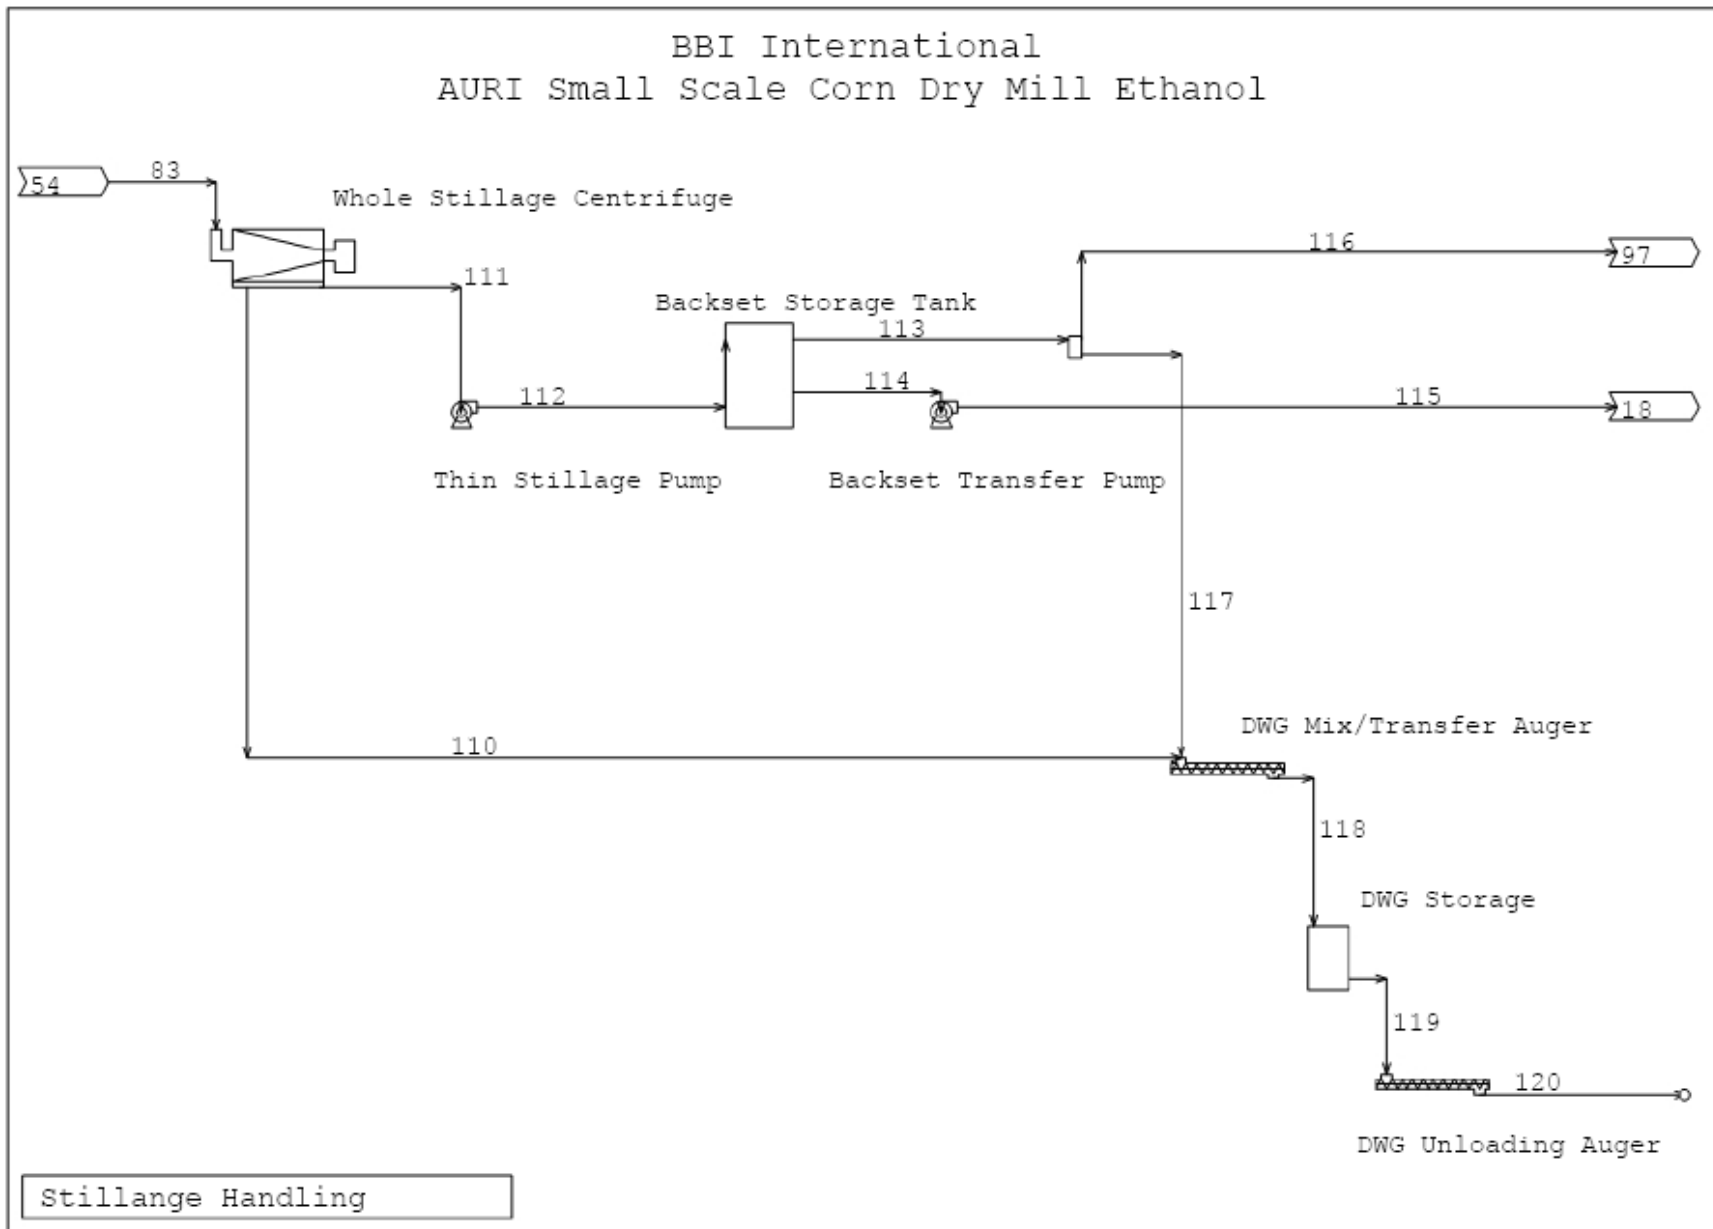 BBI International
AURI Small Scale Corn Dry Mill Ethanol
54
83
Whole Stillage Centrifuge
116
97
111
Backset Storage Tank
113
112
114
115
18
Thin Stillage Pump
Backset Transfer Pump
117
DWG Mix/Transfer Auger
110
118
DWG Storage
119
120
DWG Unloading Auger
Stillange Handling